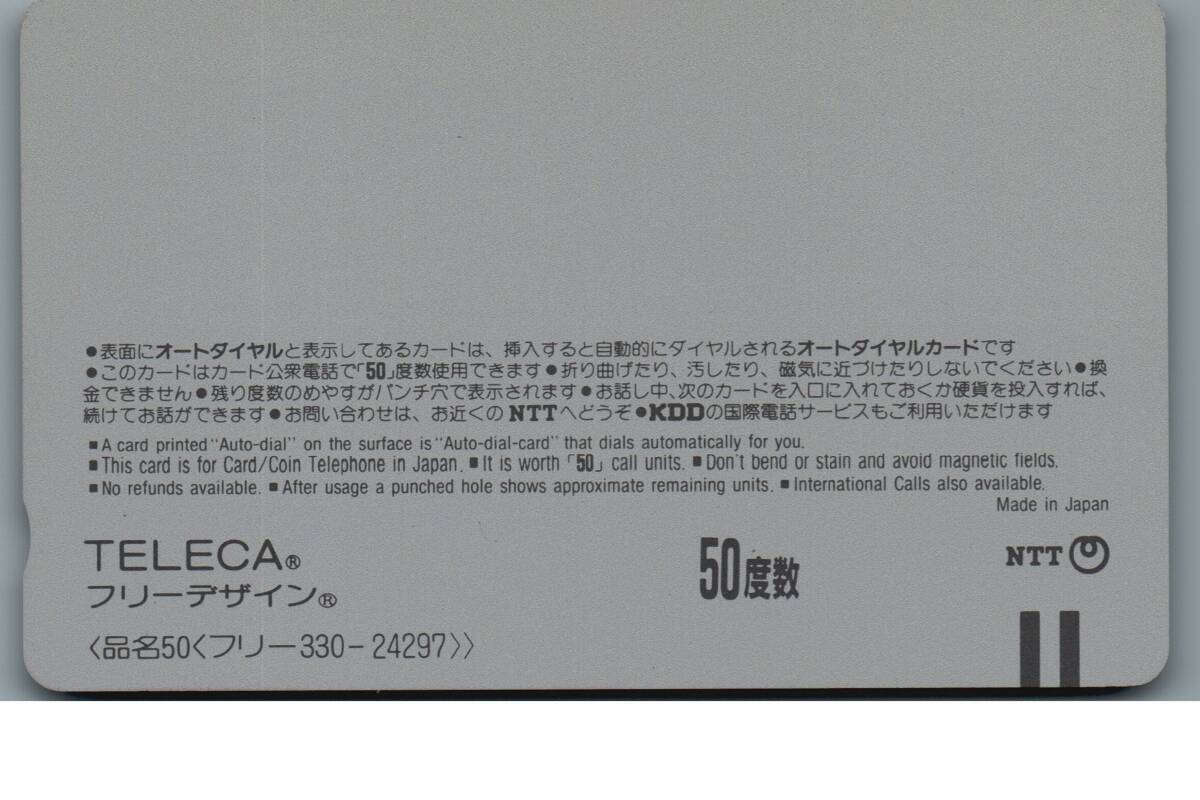 ●表面にオートダイヤルと表示してあるカードは、挿入すると自動的にダイヤルされるオートダイヤルカードです
●このカードはカード公衆電話で「50」度数使用できます●折り曲げたり、汚したり、磁気に近づけたりしないでください●換
金できません●残り度数のめやすがパンチ穴で表示されます●お話し中、次のカードを入口に入れておくか硬貨を投入すれば、
続けてお話ができます●お問い合わせは、お近くのNTTへどうぞ●KDDの国際電話サービスもご利用いただけます
■A card printed "Auto-dial" on the surface is "Auto-dial-card" that dials automatically for you.
■This card is for Card/Coin Telephone in Japan. ■It is worth「50」call units. ■Don't bend or stain and avoid magnetic fields.
■No refunds available. ■After usage a punched hole shows approximate remaining units. ■International Calls also available.
Made in Japan
TELECA®
フリーデザイン®
50度数
NTT
〈品名50〈フリー330-24297〉〉